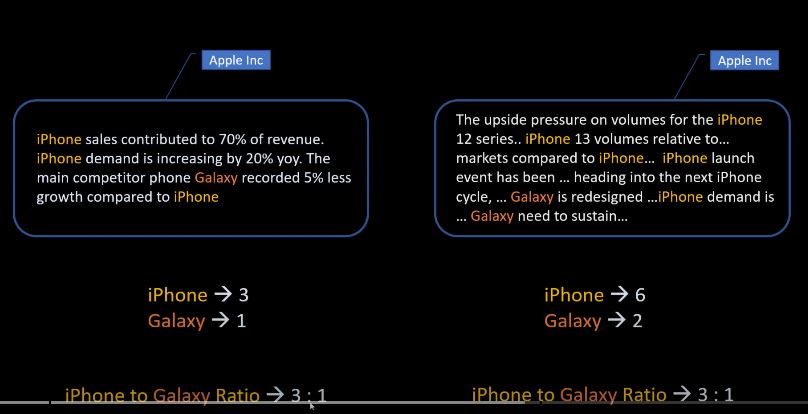 Apple Inc
iPhone sales contributed to 70% of revenue.
iPhone demand is increasing by 20% yoy. The
main competitor phone Galaxy recorded 5% less
growth compared to iPhone
iPhone → 3
Galaxy → 1
iPhone to Galaxy Ratio → 3 : 1
Apple Inc
The upside pressure on volumes for the iPhone
12 series.. iPhone 13 volumes relative to...
markets compared to iPhone... iPhone launch
event has been ... heading into the next iPhone
cycle, ... Galaxy is redesigned ...iPhone demand is
... Galaxy need to sustain...
iPhone → 6
Galaxy → 2
iPhone to Galaxy Ratio → 3 : 1